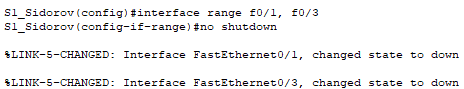 S1_Sidorov(config)#interface range f0/1, f0/3
S1_Sidorov(config-if-range)#no shutdown
%LINK-5-CHANGED: Interface FastEthernet0/1, changed state to down
%LINK-5-CHANGED: Interface FastEthernet0/3, changed state to down